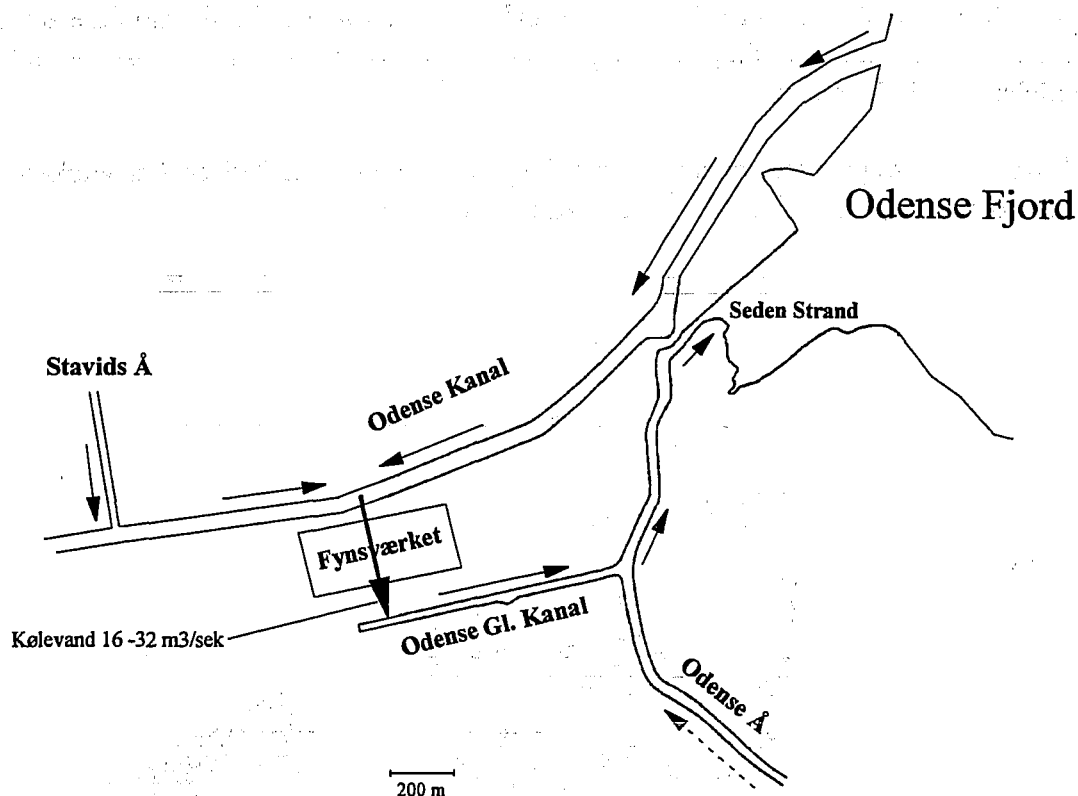 Odense Fjord
Seden Strand
Stavids Å
Odense Kanal
Fynsværket
Kølevand 16 -32 m3/sek
Odense Gl. Kanal
Odense Å
200 m